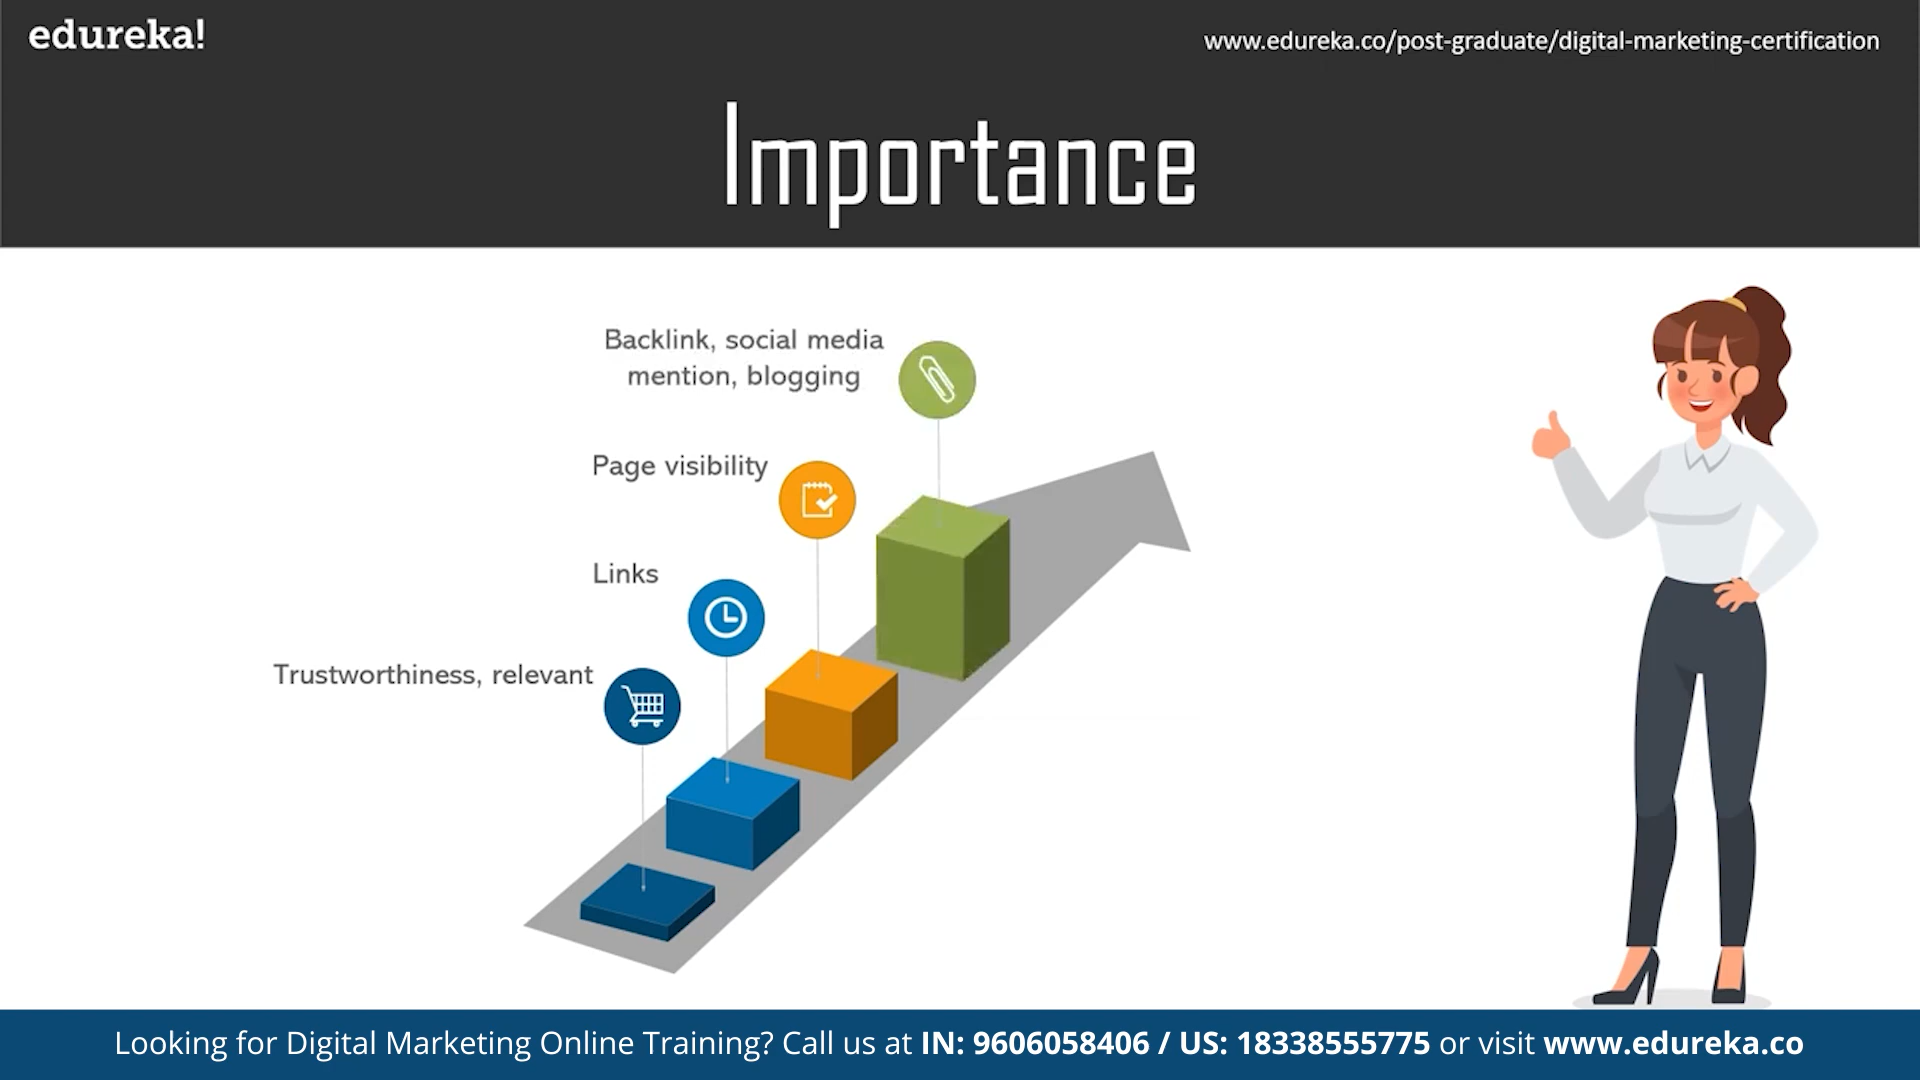 edureka!
www.edureka.co/post-graduate/digital-marketing-certification
Importance
Backlink, social media
mention, blogging
Page visibility
Links
Trustworthiness, relevant
Looking for Digital Marketing Online Training? Call us at IN: 9606058406 / US: 18338555775 or visit www.edureka.co